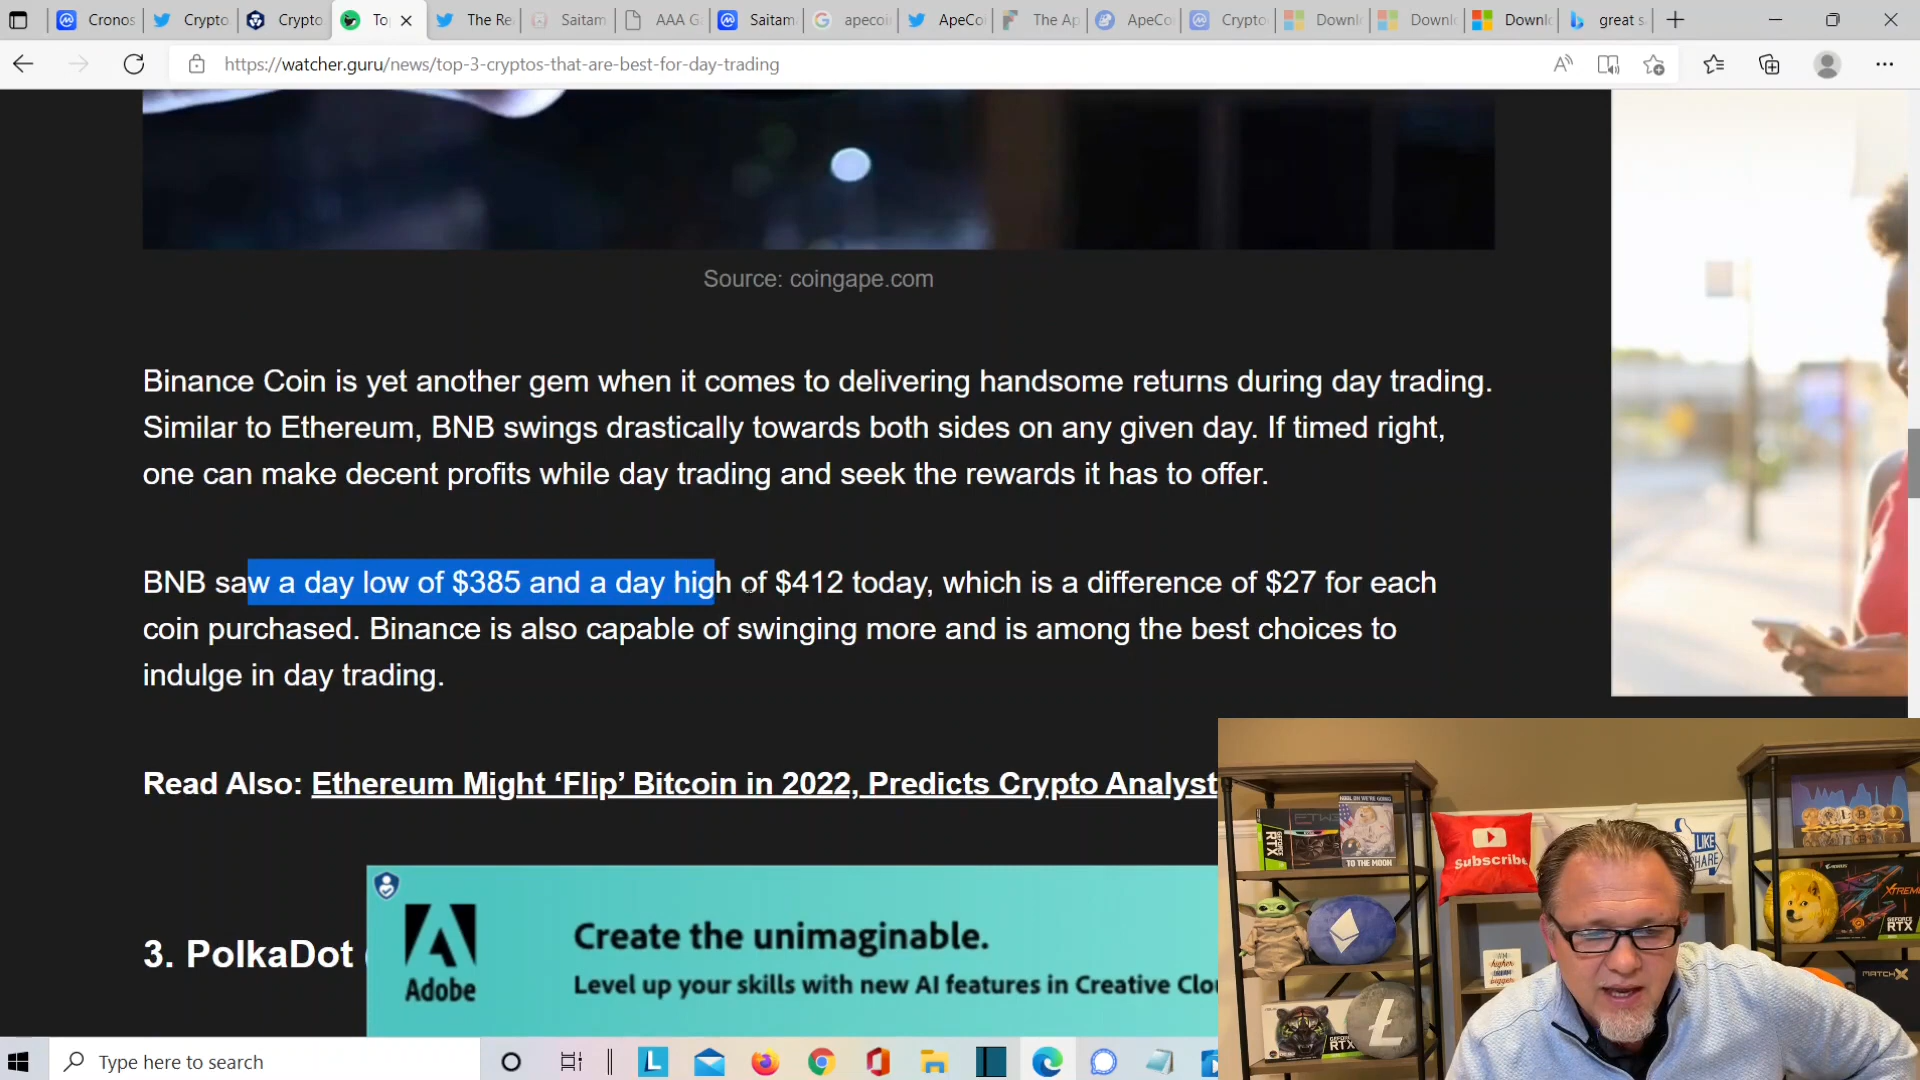 Cronos
Crypto
Crypto
To
The Re
Saitam
AAA G
Saitam
apecoi
ApeCo
The Ap
ApeCo
Crypto
Downl
Downl
Downl
great s
https://watcher.guru/news/top-3-cryptos-that-are-best-for-day-trading
Source: coingape.com
Binance Coin is yet another gem when it comes to delivering handsome returns during day trading.
Similar to Ethereum, BNB swings drastically towards both sides on any given day. If timed right,
one can make decent profits while day trading and seek the rewards it has to offer.
BNB saw a day low of $385 and a day high of $412 today, which is a difference of $27 for each
coin purchased. Binance is also capable of swinging more and is among the best choices to
indulge in day trading.
Read Also: Ethereum Might ‘Flip’ Bitcoin in 2022, Predicts Crypto Analyst
3. PolkaDot
Adobe
Create the unimaginable.
Level up your skills with new AI features in Creative Clou
TO THE MOON
GEFORCE RTX
Subscribe
LIKE
SHARE
XTREME
GEFORCE
RTX
MATCHX
RTX
Type here to search